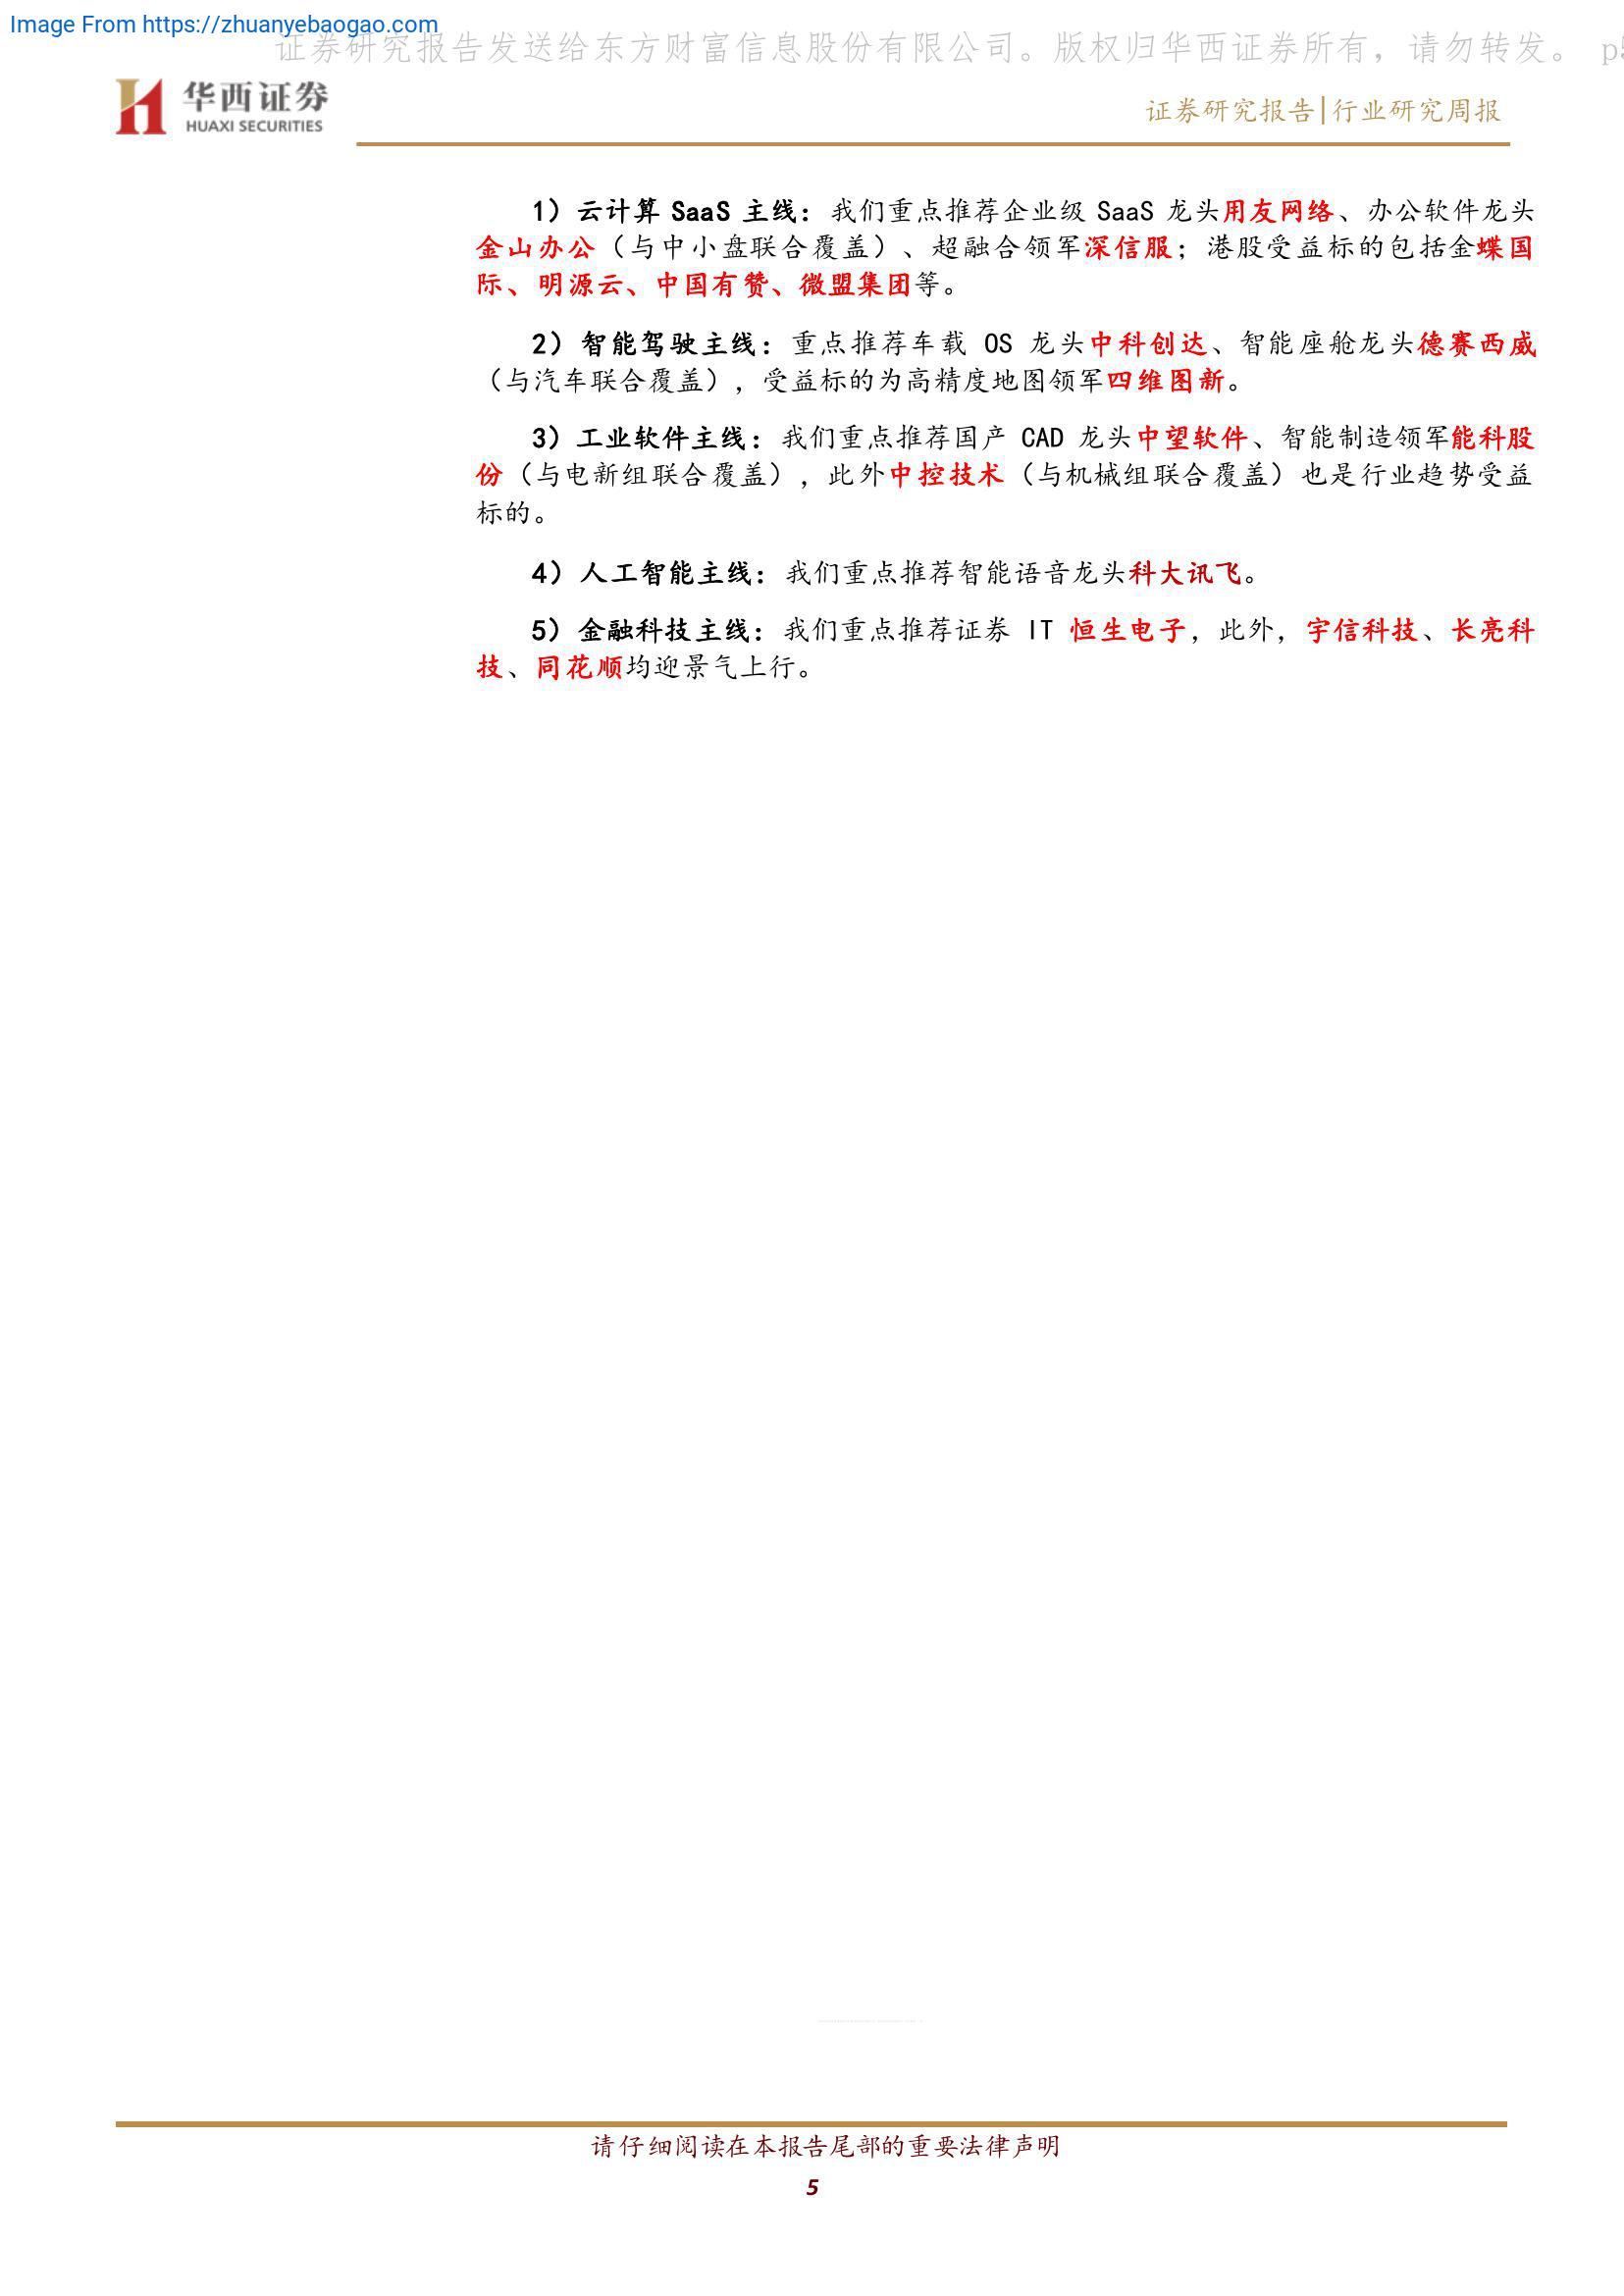 Image From https://zhuanyebaogao.com
证券研究报告发送给东方财富信息股份有限公司。版权归华西证券所有，请勿转发。 p5
华西证券
HUAXI SECURITIES
证券研究报告|行业研究周报
1）云计算 SaaS 主线：我们重点推荐企业级 SaaS 龙头用友网络、办公软件龙头
金山办公（与中小盘联合覆盖）、超融合领军深信服；港股受益标的包括金蝶国
际、明源云、中国有赞、微盟集团等。
2）智能驾驶主线：重点推荐车载 OS 龙头中科创达、智能座舱龙头德赛西威
（与汽车联合覆盖），受益标的为高精度地图领军四维图新。
3）工业软件主线：我们重点推荐国产 CAD 龙头中望软件、智能制造领军能科股
份（与电新组联合覆盖），此外中控技术（与机械组联合覆盖）也是行业趋势受益
标的。
4）人工智能主线：我们重点推荐智能语音龙头科大讯飞。
5）金融科技主线：我们重点推荐证券 IT 恒生电子，此外，宇信科技、长亮科
技、同花顺均迎景气上行。
请仔细阅读在本报告尾部的重要法律声明
5